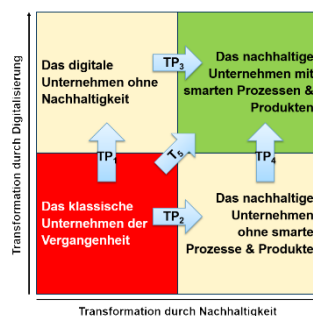 Transformation durch Digitalisierung
Das digitale
Unternehmen ohne
Nachhaltigkeit
TP3
Das nachhaltige
Unternehmen mit
smarten Prozessen &
Produkten
TP1
T5
TP4
Das klassische
Unternehmen der
Vergangenheit
TP2
Das nachhaltige
Unternehmen
ohne smarte
Prozesse & Produkte
Transformation durch Nachhaltigkeit